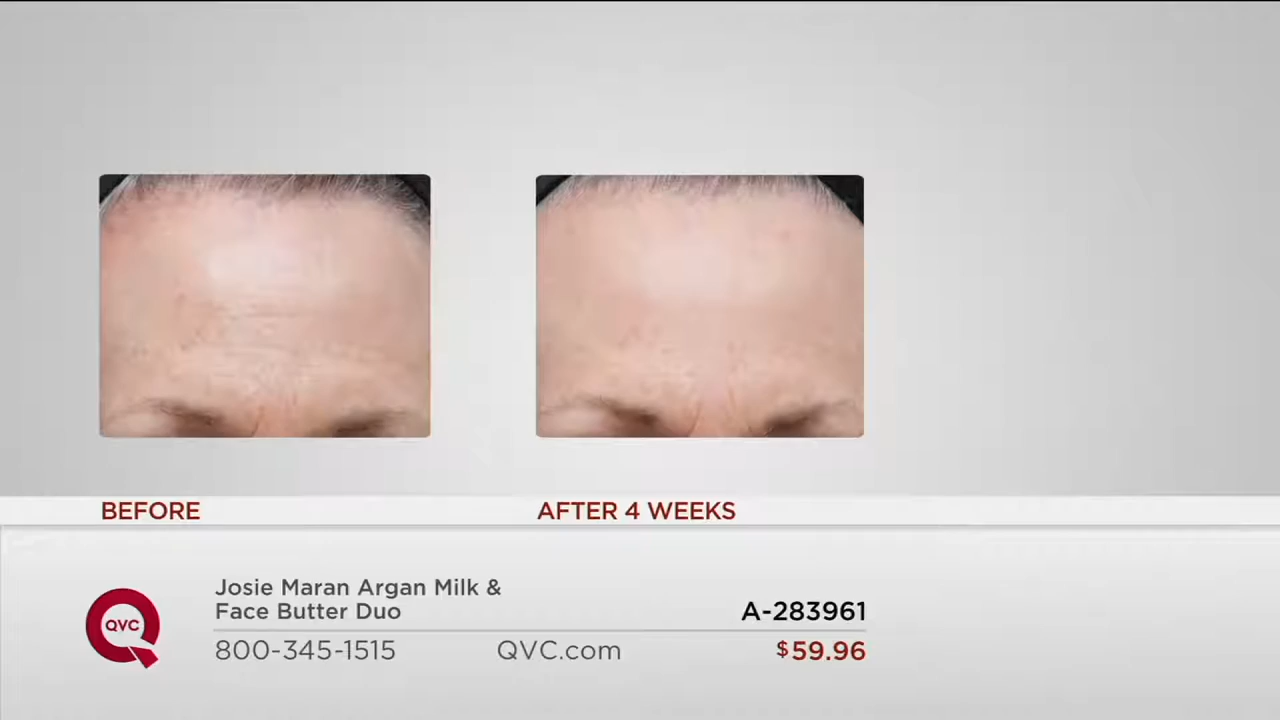 BEFORE
AFTER 4 WEEKS
QVC
Josie Maran Argan Milk &
Face Butter Duo
A-283961
800-345-1515
QVC.com
$59.96